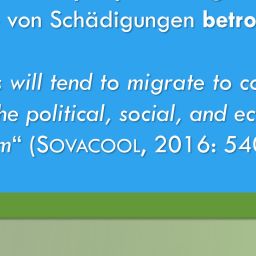 von Schädigungen betro
will tend to migrate to co
he political, social, and ec
m“ (SOVACOOL, 2016: 540